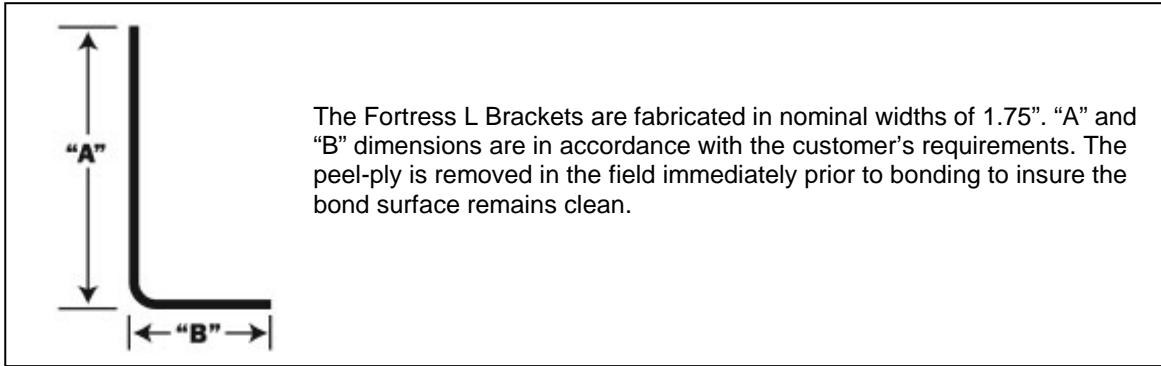 “A”
The Fortress L Brackets are fabricated in nominal widths of 1.75”. “A” and
“B” dimensions are in accordance with the customer’s requirements. The
peel-ply is removed in the field immediately prior to bonding to insure the
bond surface remains clean.
“B”